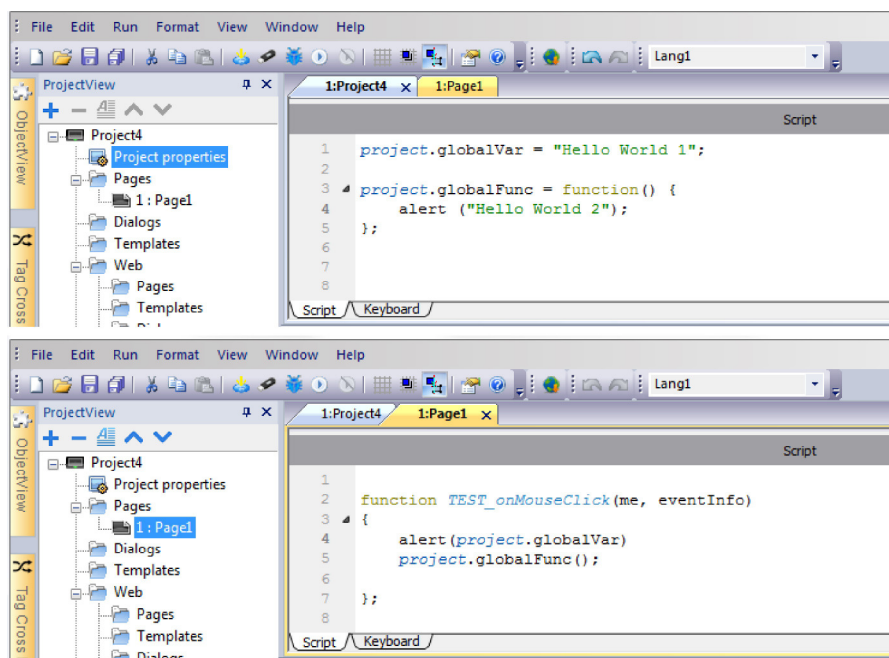 File Edit Run Format View Window Help
Lang1
ProjectView
1:Project4 1:Page1
ObjectView
Tag Cross
Project4
Project properties
Pages
1 : Page1
Dialogs
Templates
Web
Pages
Templates
Script
1 project.globalVar = "Hello World 1";
2
3 project.globalFunc = function() {
4 alert ("Hello World 2");
5 };
6
7
8
Script Keyboard
File Edit Run Format View Window Help
Lang1
ProjectView
1:Project4 1:Page1
ObjectView
Tag Cross
Project4
Project properties
Pages
1 : Page1
Dialogs
Templates
Web
Pages
Templates
Dialogs
Script
1
2 function TEST_onMouseClick(me, eventInfo)
3 {
4 alert(project.globalVar)
5 project.globalFunc();
6
7 };
8
Script Keyboard